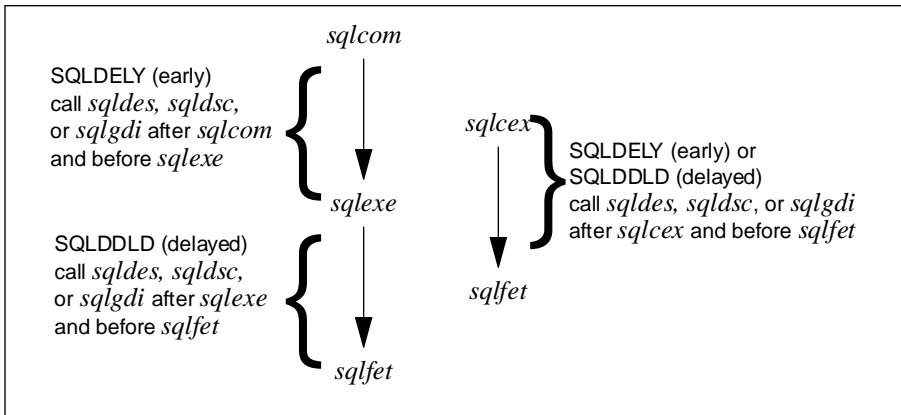 sqlcom
SQLDELY (early)
call sqldes, sqldsc,
or sqlgdi after sqlcom
and before sqlexe
sqlexe
SQLDDLD (delayed)
call sqldes, sqldsc,
or sqlgdi after sqlexe
and before sqlfet
sqlfet
sqlcex
SQLDELY (early) or
SQLDDLD (delayed)
call sqldes, sqldsc, or sqlgdi
after sqlcex and before sqlfet
sqlfet